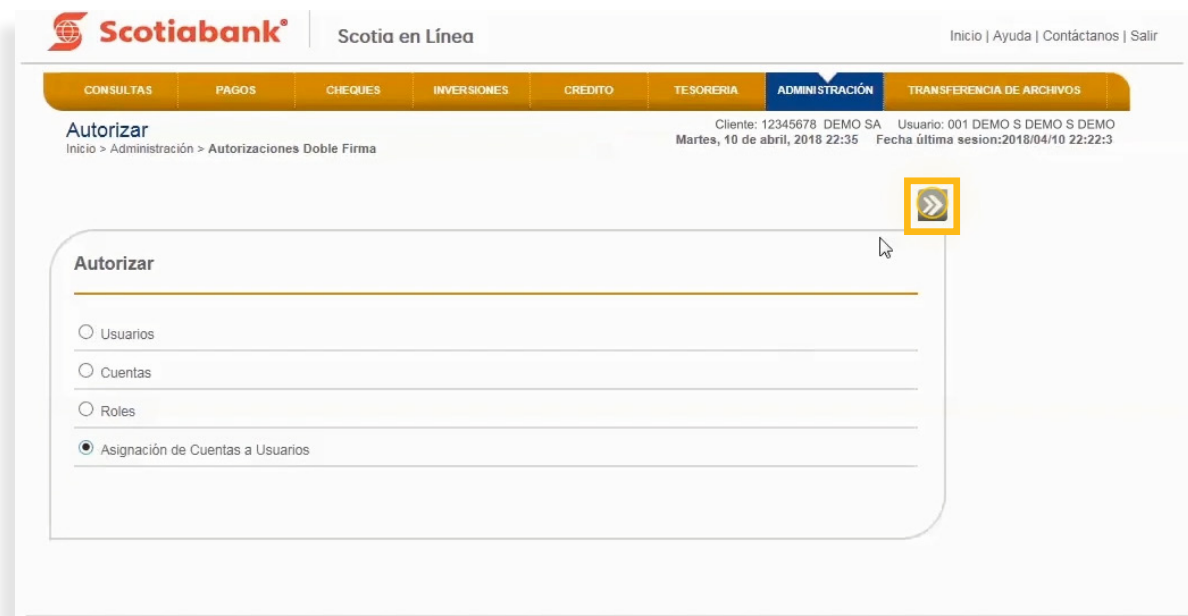 Scotiabank® Scotia en Línea Inicio | Ayuda | Contáctanos | Salir
CONSULTAS PAGOS CHEQUES INVERSIONES CREDITO TESORERIA ADMINISTRACIÓN TRANSFERENCIA DE ARCHIVOS
Autorizar Cliente: 12345678 DEMO SA Usuario: 001 DEMO S DEMO S DEMO
Inicio > Administración > Autorizaciones Doble Firma Martes, 10 de abril, 2018 22:35 Fecha última sesion:2018/04/10 22:22:3
Autorizar
Usuarios
Cuentas
Roles
Asignación de Cuentas a Usuarios